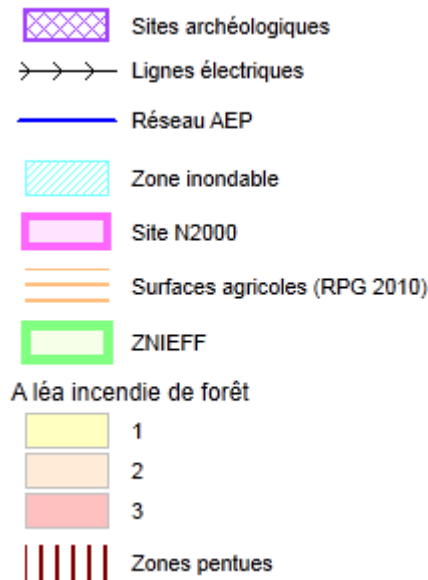 Sites archéologiques
Lignes électriques
Réseau AEP
Zone inondable
Site N2000
Surfaces agricoles (RPG 2010)
ZNIEFF
A léa incendie de forêt
1
2
3
Zones pentues